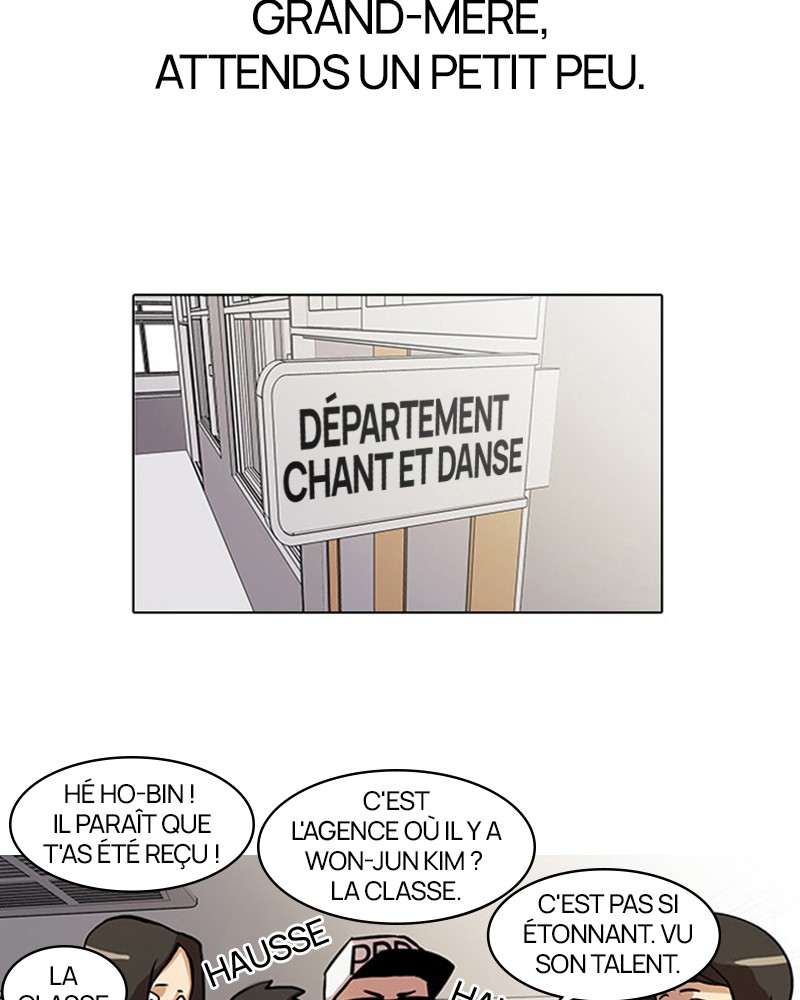 GRAND-MÈRE,
ATTENDS UN PETIT PEU.
DÉPARTEMENT
CHANT ET DANSE
HÉ HO-BIN !
IL PARAÎT QUE
T'AS ÉTÉ REÇU !
C'EST
L'AGENCE OÙ IL Y A
WON-JUN KIM ?
LA CLASSE.
C'EST PAS SI
ÉTONNANT. VU
SON TALENT.
HAUSSE
LA
CLASSE